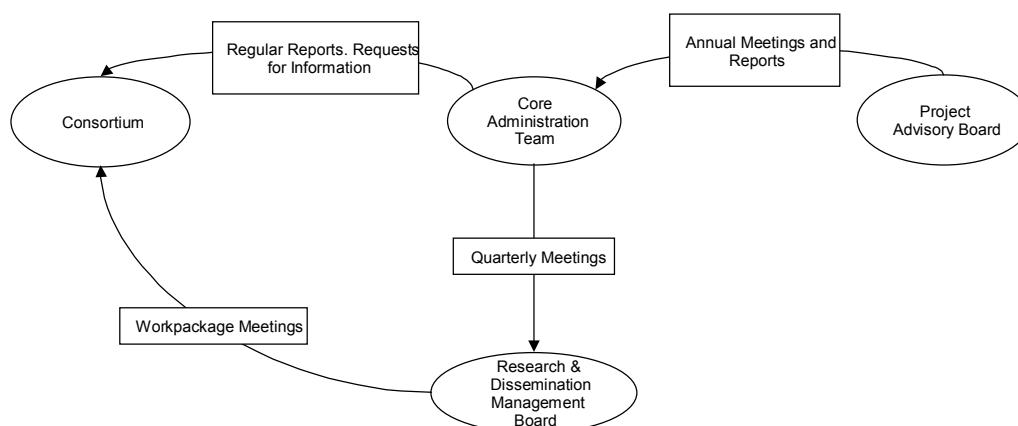 Regular Reports. Requests
for Information
Annual Meetings and
Reports
Consortium
Core
Administration
Team
Project
Advisory Board
Quarterly Meetings
Workpackage Meetings
Research &
Dissemination
Management
Board